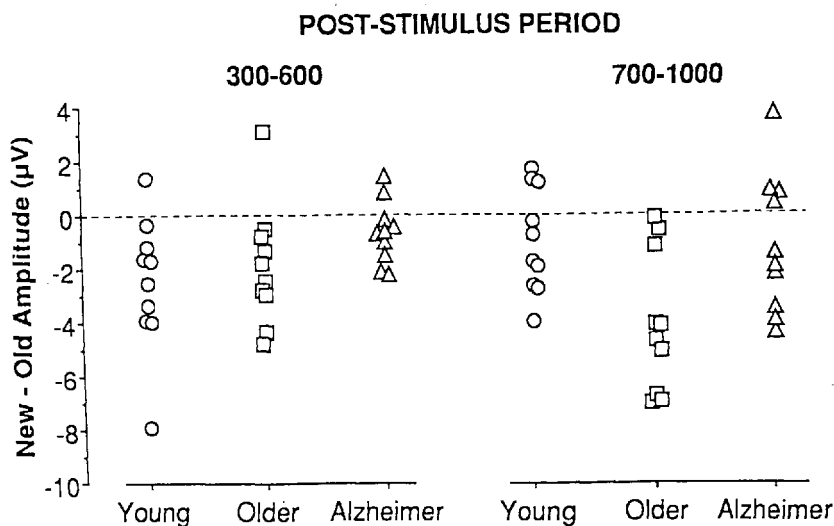 POST-STIMULUS PERIOD
300-600
700-1000
New - Old Amplitude (µV)
4
2
0
-2
-4
-6
-8
-10
Young
Older
Alzheimer
Young
Older
Alzheimer